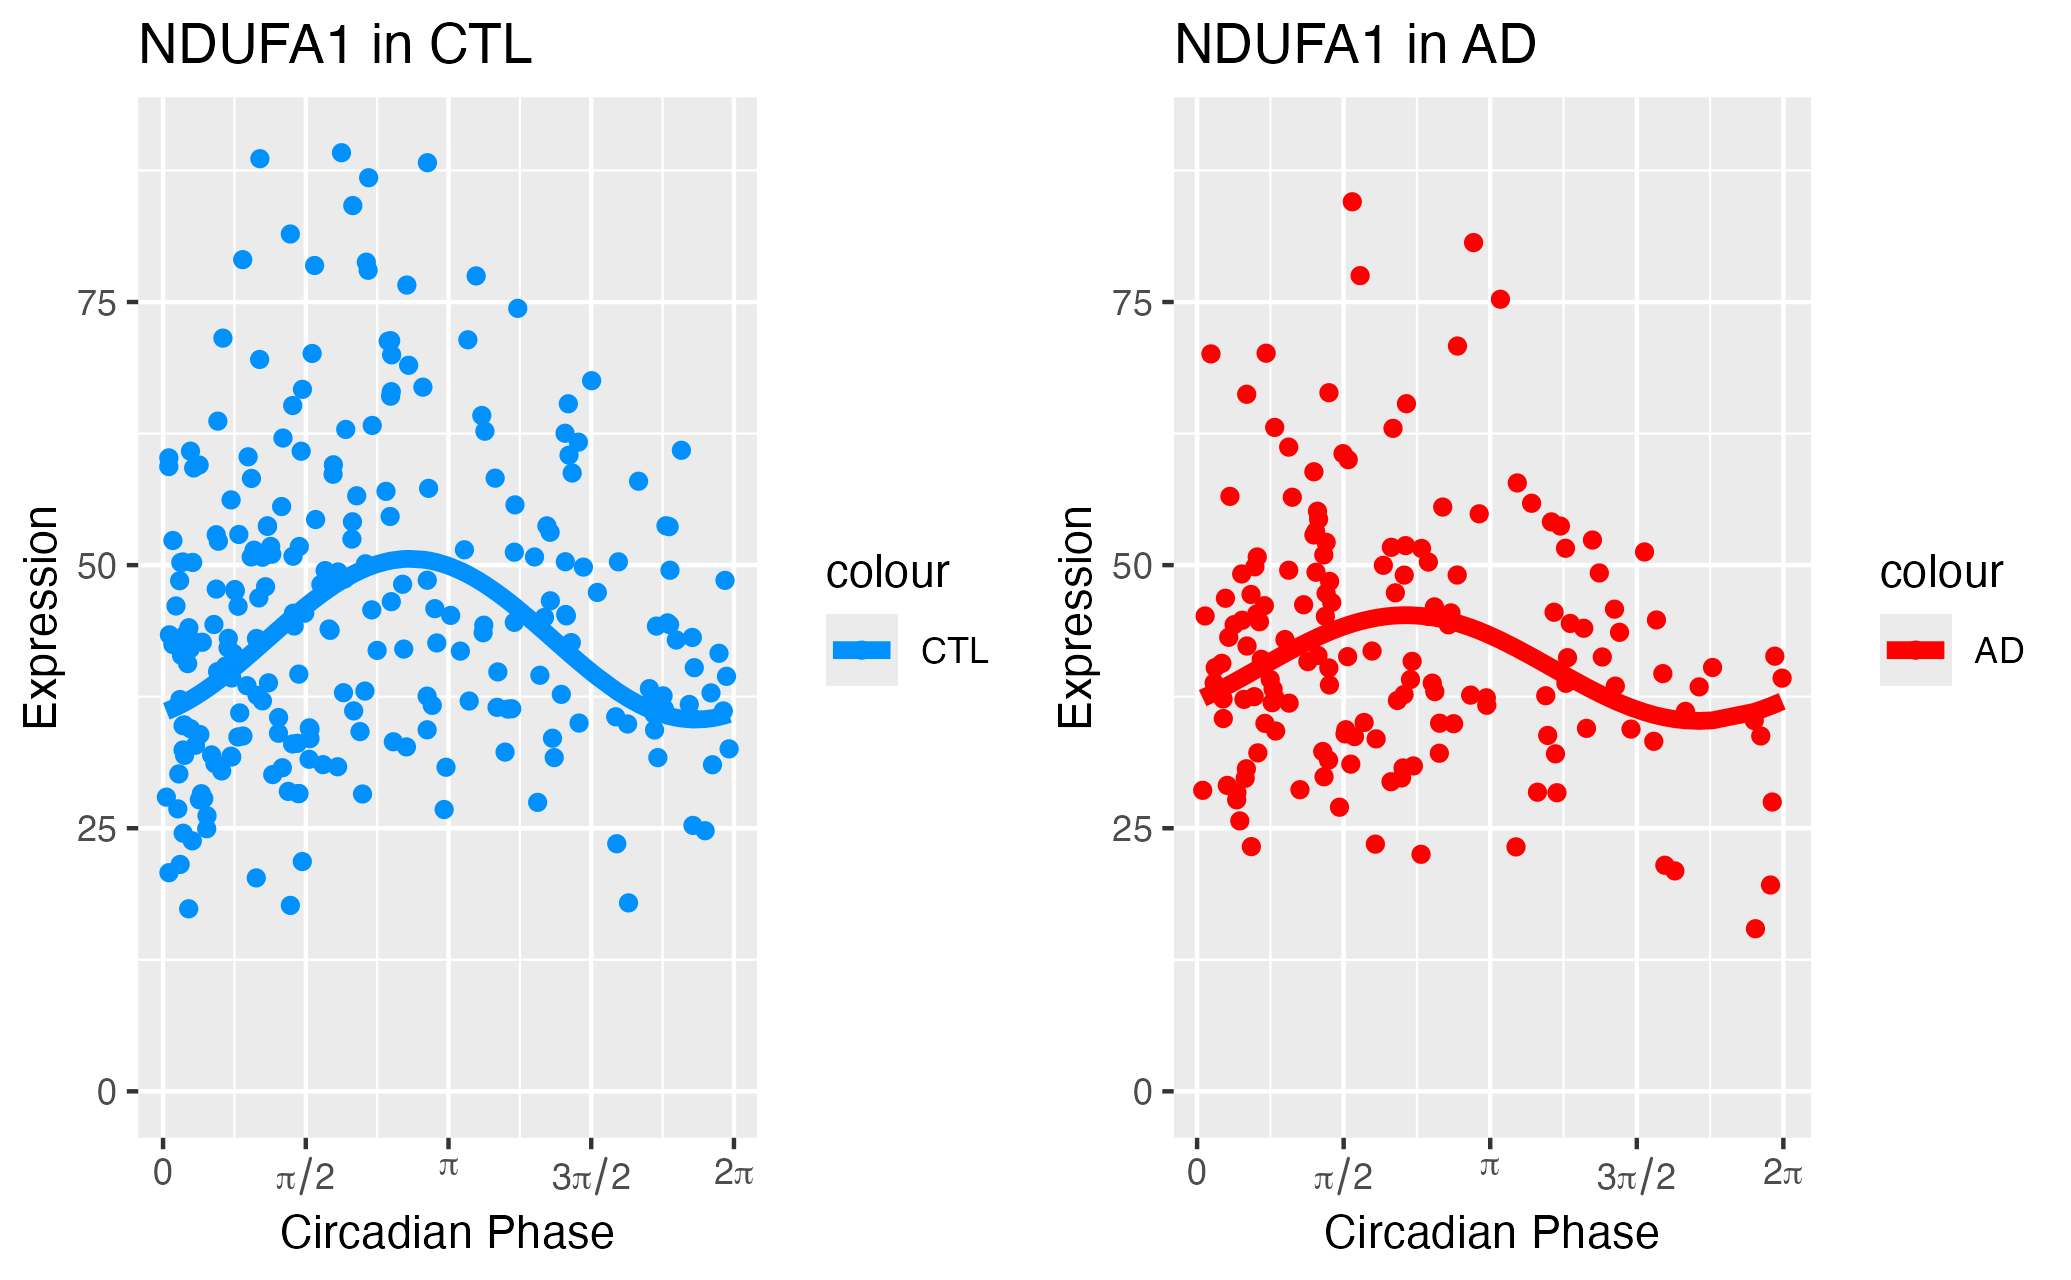 NDUFA1 in CTL
Expression
75
50
25
0
0 π/2 π 3π/2 2π
Circadian Phase
colour
CTL
NDUFA1 in AD
Expression
75
50
25
0
0 π/2 π 3π/2 2π
Circadian Phase
colour
AD